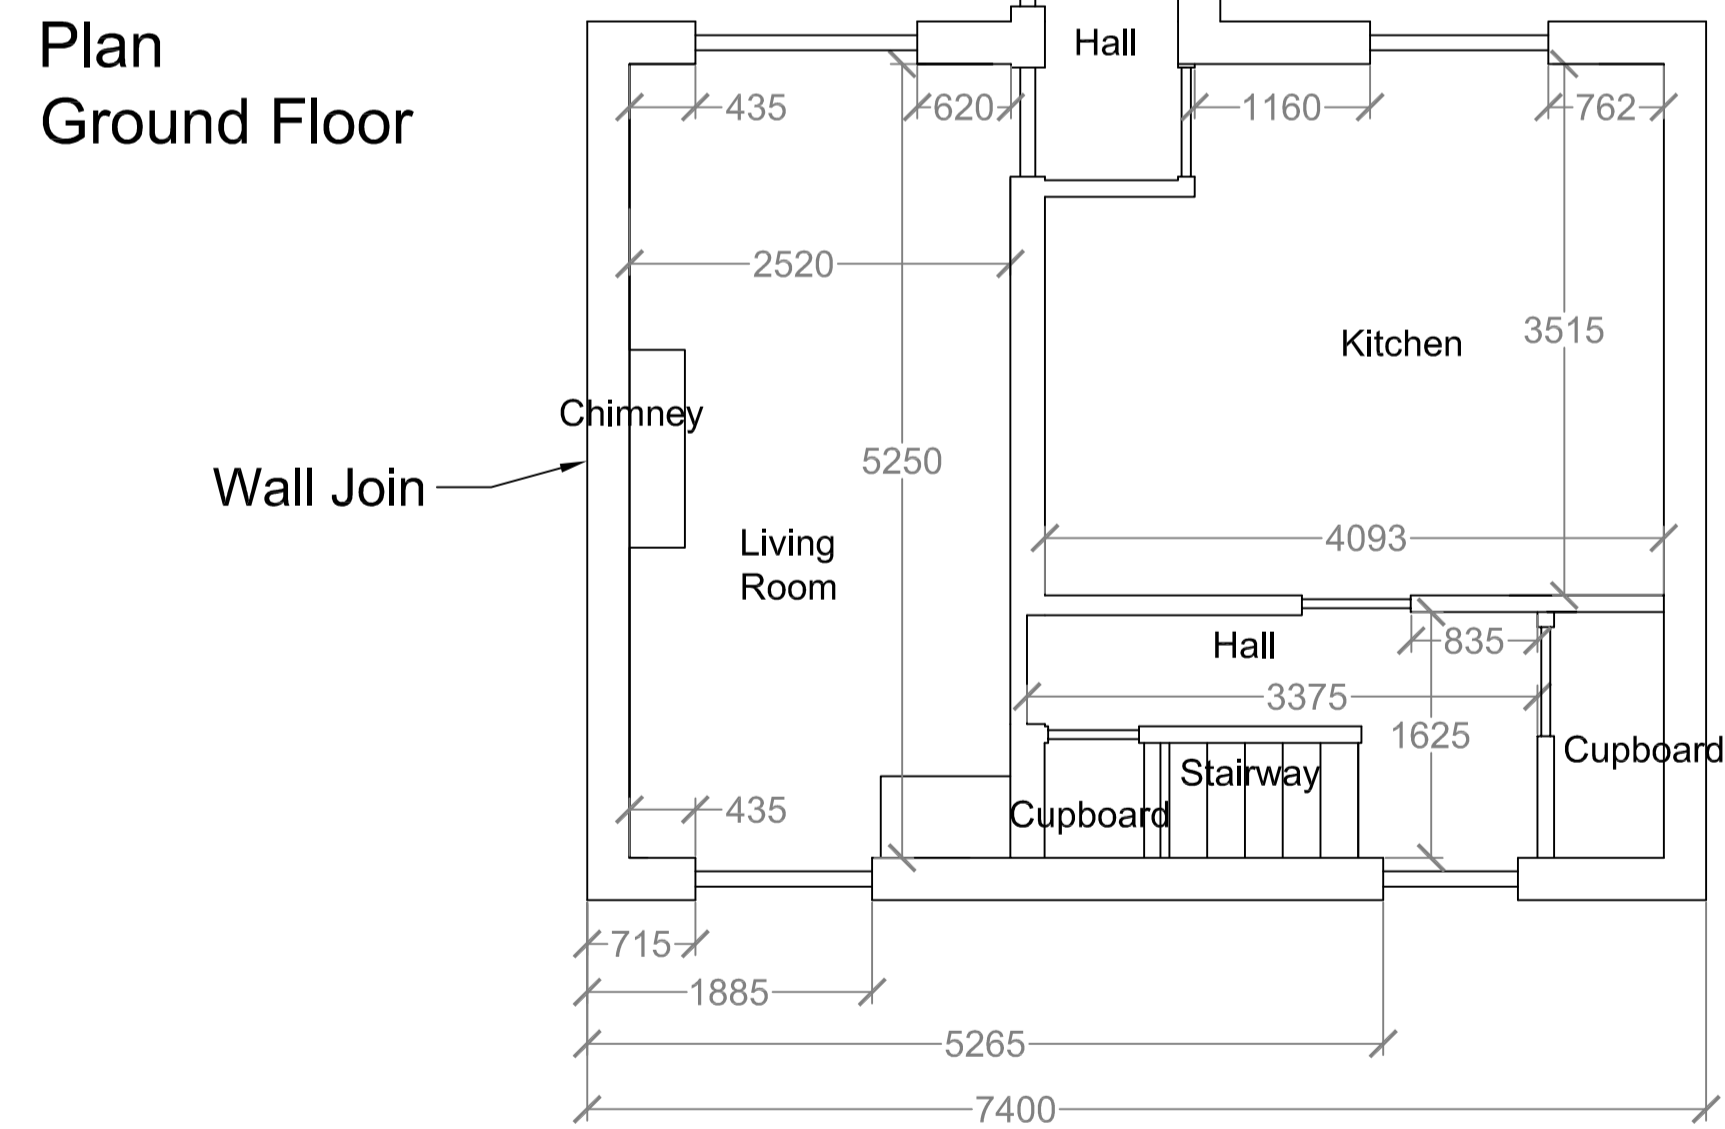 Plan
Ground Floor
Hall
435
620
1160
762
2520
Kitchen
3515
Chimney
Wall Join
5250
Living
Room
4093
Hall
835
3375
1625
Cupboard
Stairway
435
Cupboard
715
1885
5265
7400